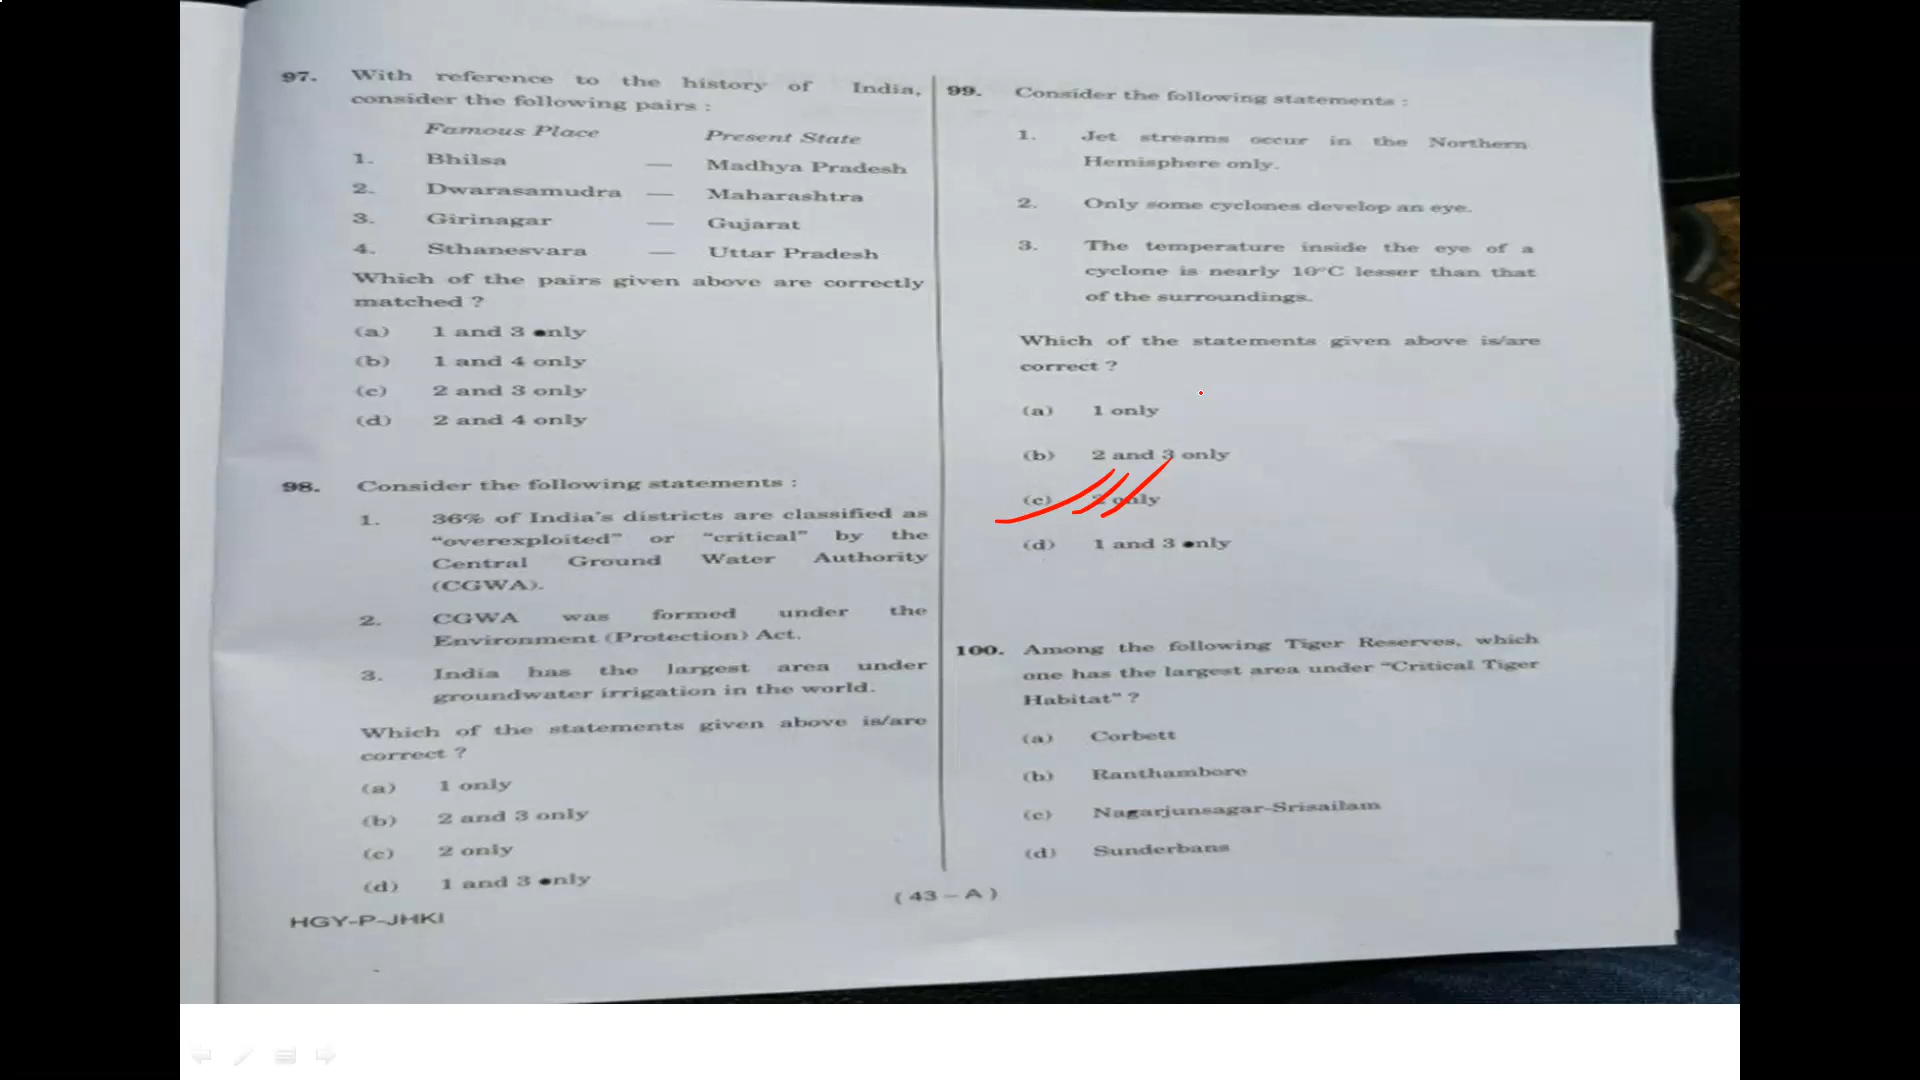 97. With reference to the history of India,
consider the following pairs :
Famous Place Present State
1. Bhilsa — Madhya Pradesh
2. Dwarasamudra — Maharashtra
3. Girinagar — Gujarat
4. Sthanesvara — Uttar Pradesh
Which of the pairs given above are correctly
matched ?
(a) 1 and 3 only
(b) 1 and 4 only
(c) 2 and 3 only
(d) 2 and 4 only
98. Consider the following statements :
1. 36% of India's districts are classified as
"overexploited" or "critical" by the
Central Ground Water Authority
(CGWA).
2. CGWA was formed under the
Environment (Protection) Act.
3. India has the largest area under
groundwater irrigation in the world.
Which of the statements given above is/are
correct ?
(a) 1 only
(b) 2 and 3 only
(c) 2 only
(d) 1 and 3 only
HGY-P-JHKI
99. Consider the following statements :
1. Jet streams occur in the Northern
Hemisphere only.
2. Only some cyclones develop an eye.
3. The temperature inside the eye of a
cyclone is nearly 10°C lesser than that
of the surroundings.
Which of the statements given above is/are
correct ?
(a) 1 only
(b) 2 and 3 only
(c) 2 only
(d) 1 and 3 only
100. Among the following Tiger Reserves, which
one has the largest area under "Critical Tiger
Habitat" ?
(a) Corbett
(b) Ranthambore
(c) Nagarjunsagar-Srisailam
(d) Sunderbans
( 43 – A )